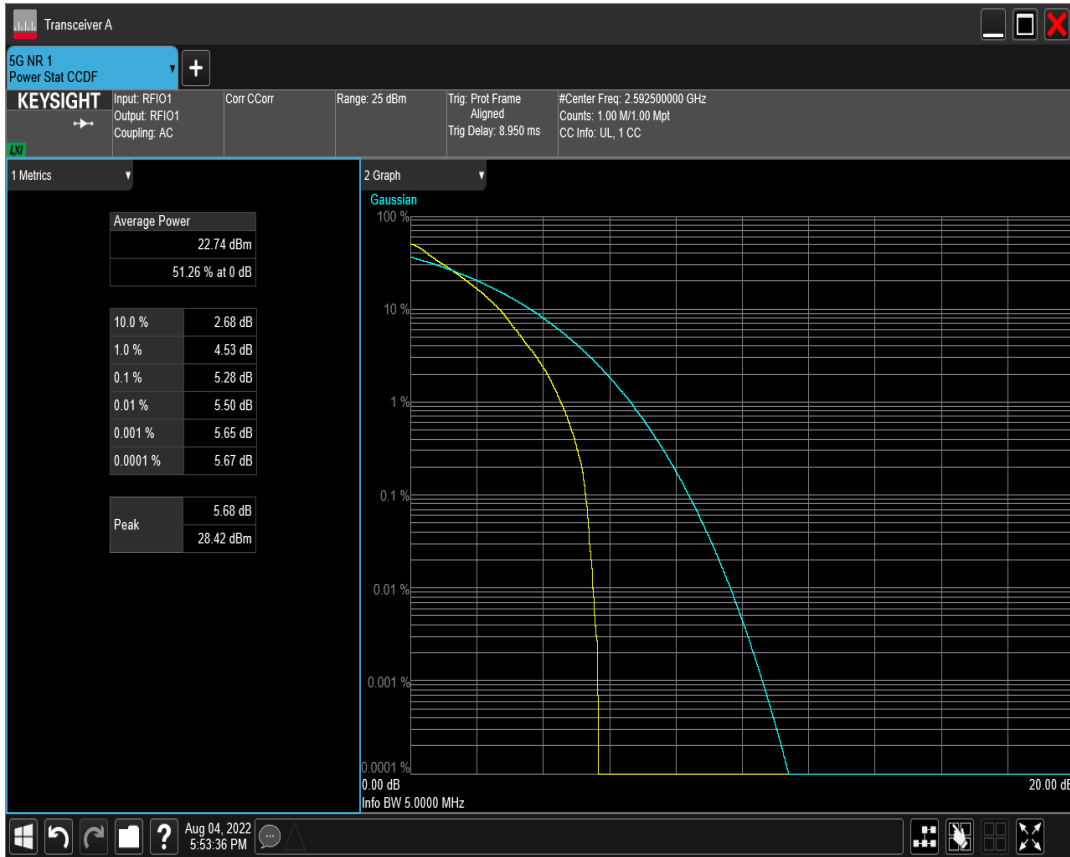 Transceiver A
5G NR 1
Power Stat CCDF
+
KEYSIGHT
LXI
Input: RFIO1
Output: RFIO1
Coupling: AC
Corr CCorr
Range: 25 dBm
Trig: Prot Frame
Aligned
Trig Delay: 8.950 ms
#Center Freq: 2.592500000 GHz
Counts: 1.00 M/1.00 Mpt
CC Info: UL, 1 CC
1 Metrics
Average Power
22.74 dBm
51.26 % at 0 dB
10.0 % 2.68 dB
1.0 % 4.53 dB
0.1 % 5.28 dB
0.01 % 5.50 dB
0.001 % 5.65 dB
0.0001 % 5.67 dB
Peak
5.68 dB
28.42 dBm
2 Graph
Gaussian
100 %
10 %
1 %
0.1 %
0.01 %
0.001 %
0.0001 %
0.00 dB 20.00 dB
Info BW 5.0000 MHz
?
Aug 04, 2022
5:53:36 PM